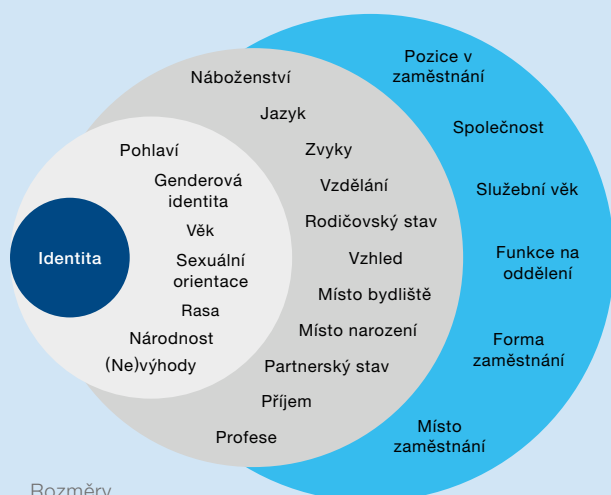 Identita
Pohlaví
Genderová
identita
Věk
Sexuální
orientace
Rasa
Národnost
(Ne)výhody
Náboženství
Jazyk
Zvyky
Vzdělání
Rodičovský stav
Vzhled
Místo bydliště
Místo narození
Partnerský stav
Příjem
Profese
Pozice v
zaměstnání
Společnost
Služební věk
Funkce na
oddělení
Forma
zaměstnání
Místo
zaměstnání
Rozměry